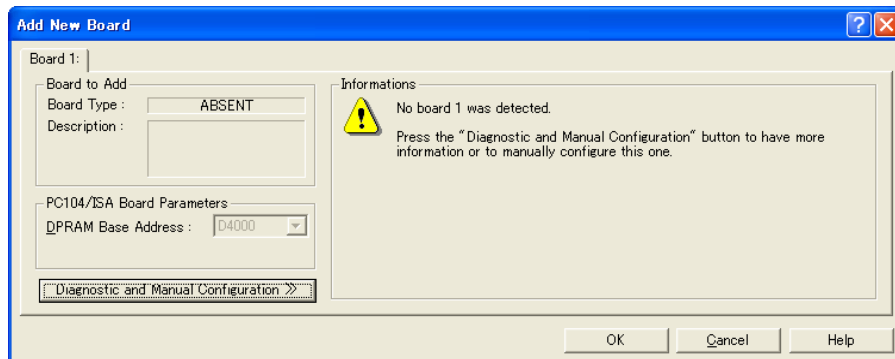 Add New Board
Board 1:
Board to Add
Board Type :
ABSENT
Description :
PC104/ISA Board Parameters
DPRAM Base Address :
D4000
Diagnostic and Manual Configuration >>
Informations
No board 1 was detected.
Press the "Diagnostic and Manual Configuration" button to have more
information or to manually configure this one.
OK
Cancel
Help